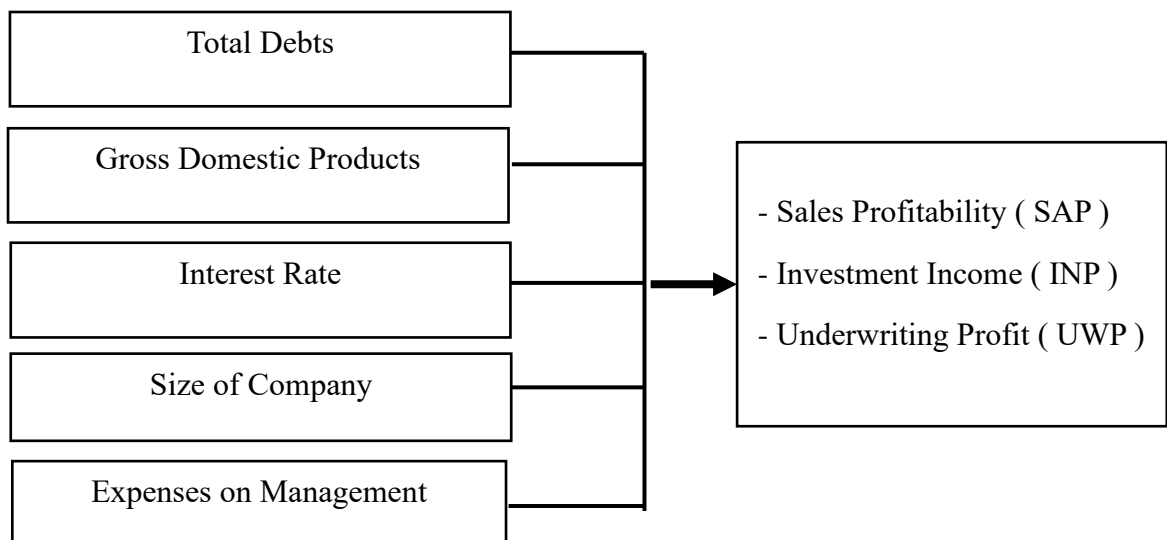 Total Debts
Gross Domestic Products
Interest Rate
Size of Company
Expenses on Management
- Sales Profitability ( SAP )
- Investment Income ( INP )
- Underwriting Profit ( UWP )